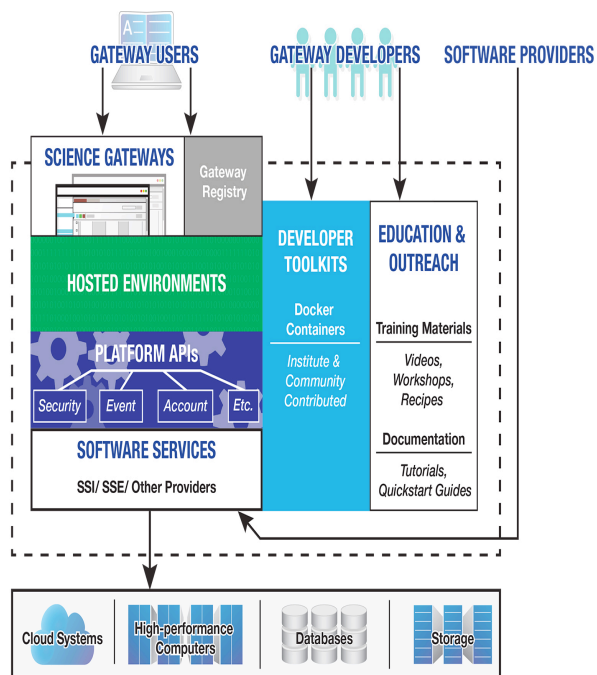 GATEWAY USERS
GATEWAY DEVELOPERS
SOFTWARE PROVIDERS
A
SCIENCE GATEWAYS
Gateway
Registry
HOSTED ENVIRONMENTS
PLATFORM APIs
Security
Event
Account
Etc.
SOFTWARE SERVICES
SSI/ SSE/ Other Providers
DEVELOPER
TOOLKITS
Docker
Containers
Institute &
Community
Contributed
EDUCATION &
OUTREACH
Training Materials
Videos,
Workshops,
Recipes
Documentation
Tutorials,
Quickstart Guides
Cloud Systems
High-performance
Computers
Databases
Storage